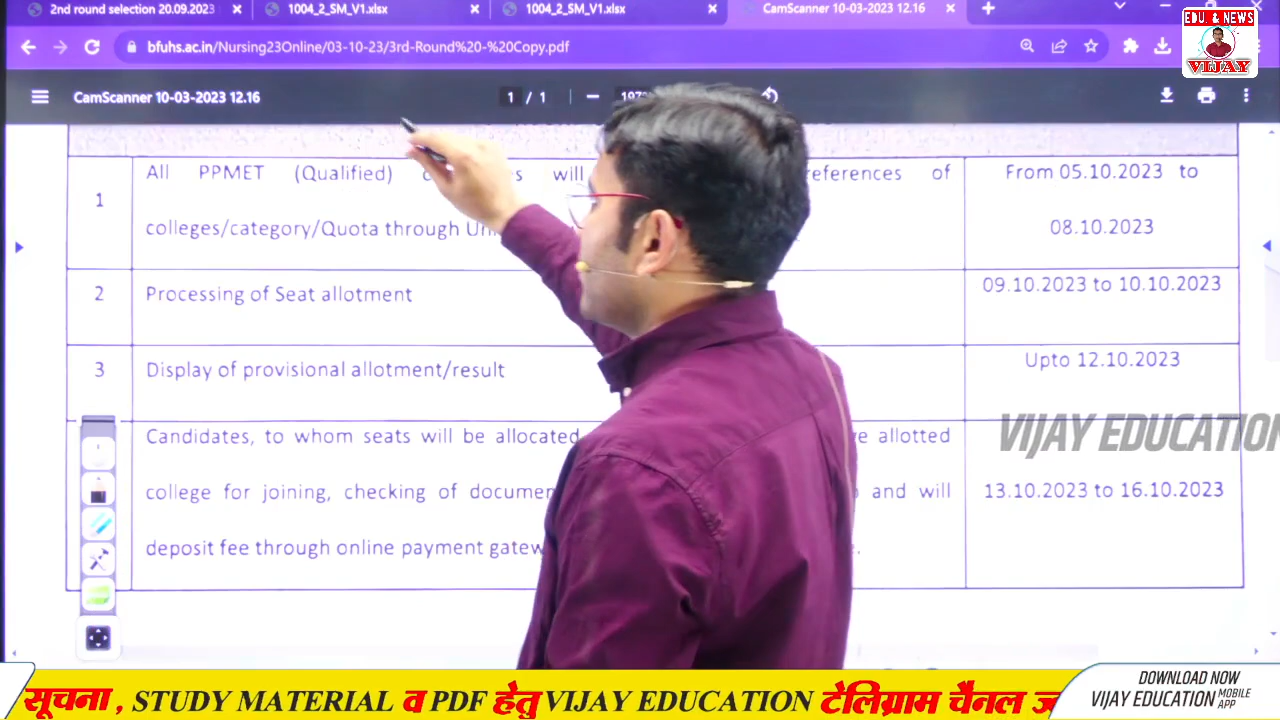 2nd round selection 20.09.2023
1004_2_SM_V1.xlsx
1004_2_SM_V1.xlsx
CamScanner 10-03-2023 12.16
EDU. & NEWS
VIJAY
bfuhs.ac.in/Nursing23Online/03-10-23/3rd-Round%20-%20Copy.pdf
CamScanner 10-03-2023 12.16
1 / 1
1 All PPMET (Qualified) will of From 05.10.2023 to
colleges/category/Quota through 08.10.2023
2 Processing of Seat allotment 09.10.2023 to 10.10.2023
3 Display of provisional allotment/result Upto 12.10.2023
Candidates, to whom seats will be allocated allotted
VIJAY EDUCATION
college for joining, checking of and will 13.10.2023 to 16.10.2023
deposit fee through online payment
सूचना , STUDY MATERIAL व PDF हेतु VIJAY EDUCATION टेलिग्राम चैनल
DOWNLOAD NOW
VIJAY EDUCATION MOBILE APP